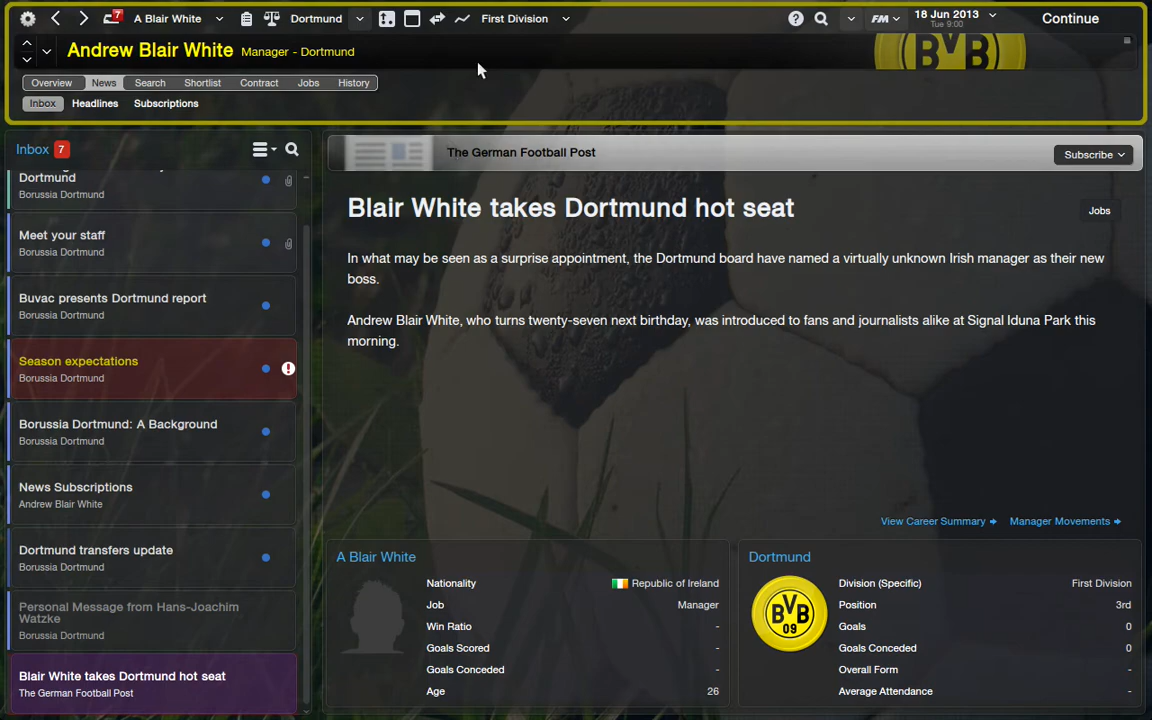 7
A Blair White
Dortmund
First Division
FM
18 Jun 2013
Tue 9:00
Continue
Andrew Blair White Manager - Dortmund
BVB
Overview News Search Shortlist Contract Jobs History
Inbox Headlines Subscriptions
Inbox 7
Dortmund
Borussia Dortmund
Meet your staff
Borussia Dortmund
Buvac presents Dortmund report
Borussia Dortmund
Season expectations
Borussia Dortmund
Borussia Dortmund: A Background
Borussia Dortmund
News Subscriptions
Andrew Blair White
Dortmund transfers update
Borussia Dortmund
Personal Message from Hans-Joachim
Watzke
Borussia Dortmund
Blair White takes Dortmund hot seat
The German Football Post
The German Football Post
Subscribe
Blair White takes Dortmund hot seat
Jobs
In what may be seen as a surprise appointment, the Dortmund board have named a virtually unknown Irish manager as their new
boss.
Andrew Blair White, who turns twenty-seven next birthday, was introduced to fans and journalists alike at Signal Iduna Park this
morning.
View Career Summary Manager Movements
A Blair White
Nationality Republic of Ireland
Job Manager
Win Ratio -
Goals Scored -
Goals Conceded -
Age 26
Dortmund
BVB
09
Division (Specific) First Division
Position 3rd
Goals 0
Goals Conceded 0
Overall Form -
Average Attendance -